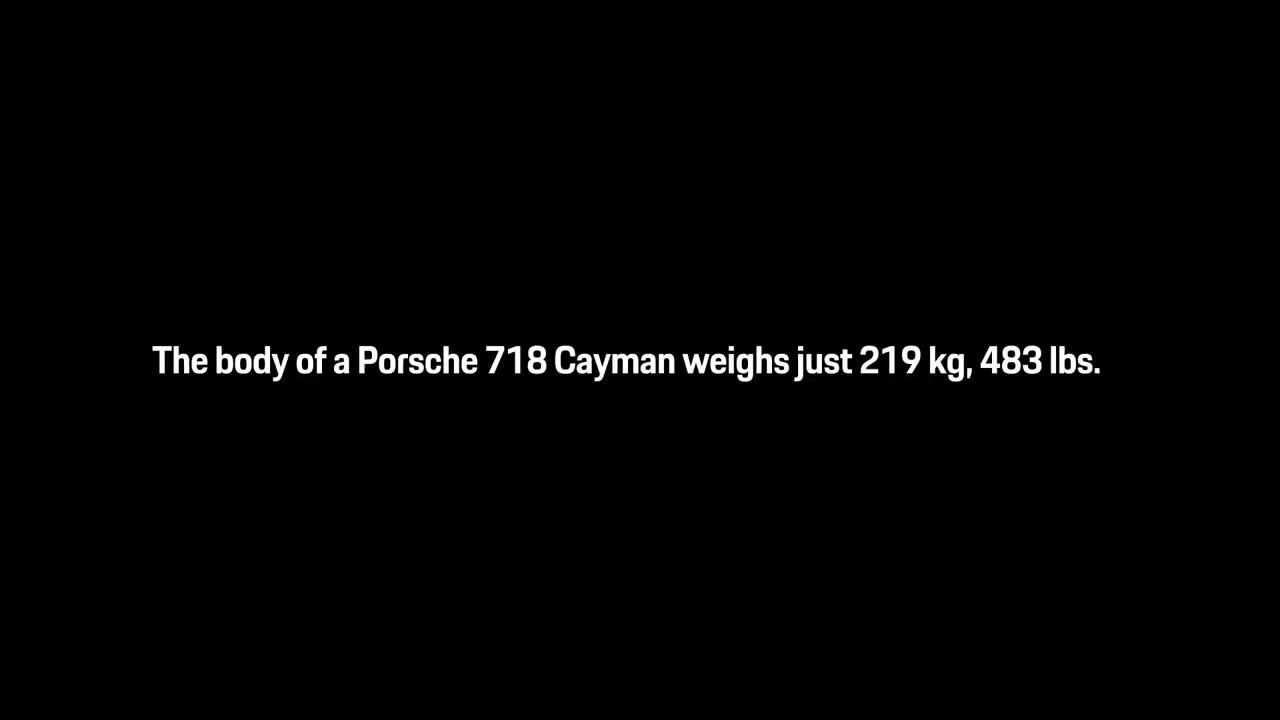 The body of a Porsche 718 Cayman weighs just 219 kg, 483 lbs.